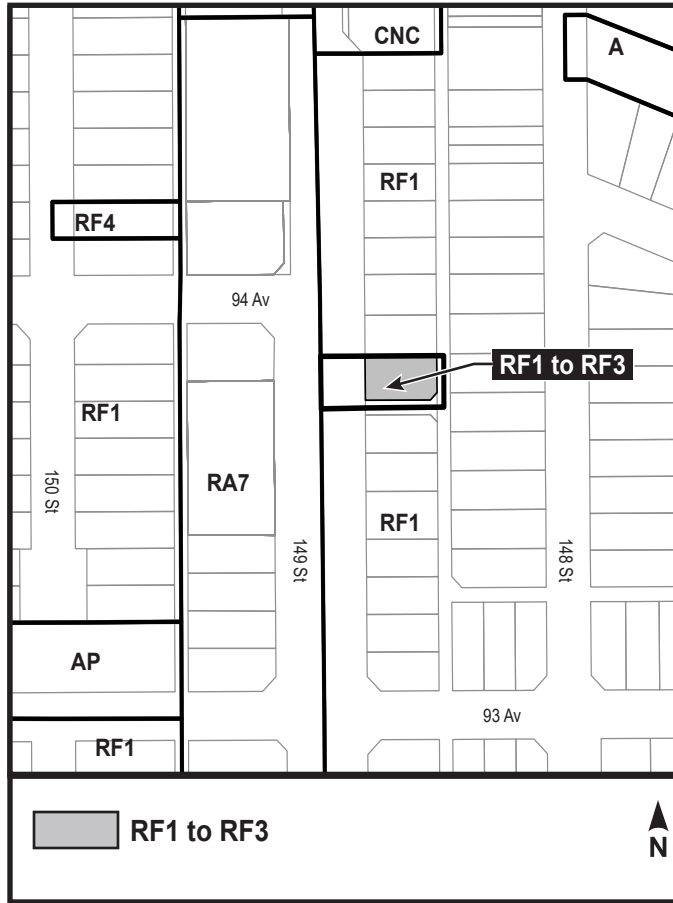 CNC
A
RF1
RF4
94 Av
RF1 to RF3
RF1
RA7
RF1
150 St
149 St
148 St
AP
93 Av
RF1
RF1 to RF3
N